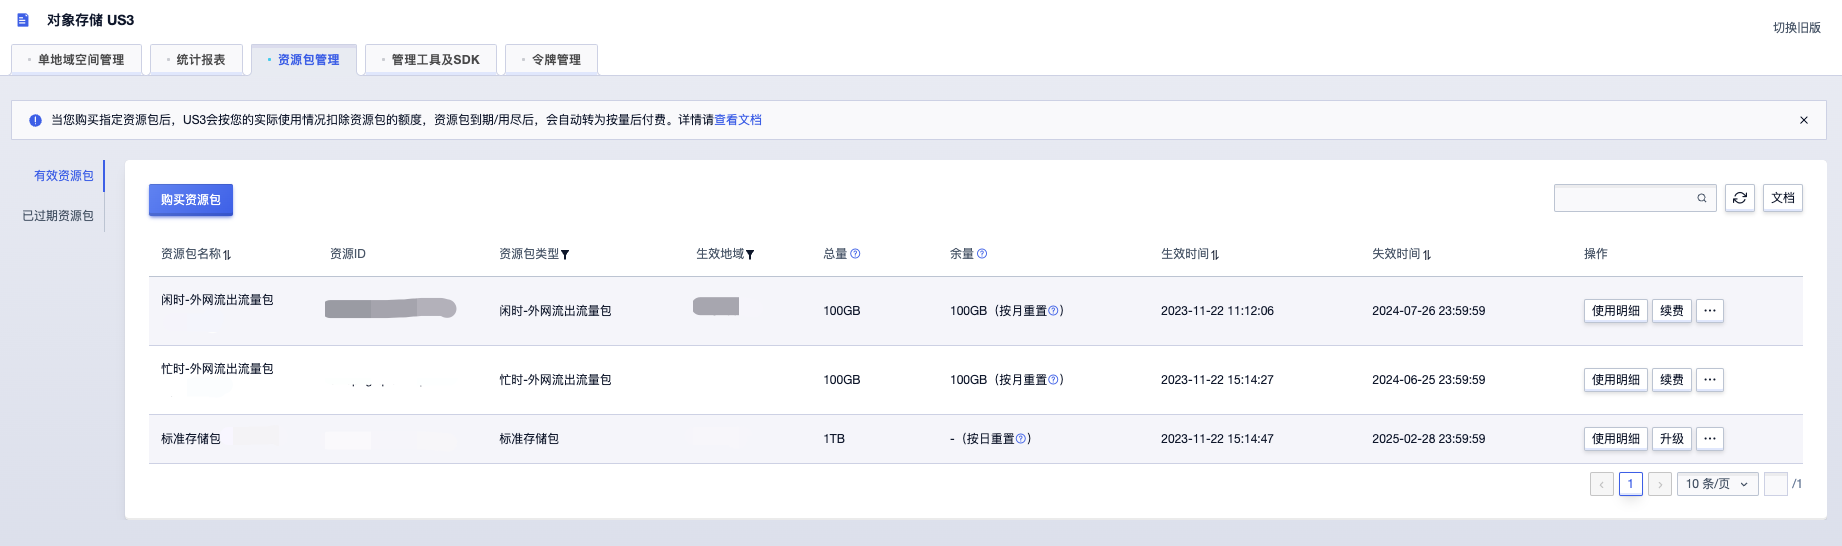 对象存储 US3
切换旧版
单地域空间管理 统计报表 资源包管理 管理工具及SDK 令牌管理
当您购买指定资源包后，US3会按您的实际使用情况扣除资源包的额度，资源包到期/用尽后，会自动转为按量后付费。详情请查看文档
有效资源包
已过期资源包
购买资源包
文档
资源包名称 资源ID 资源包类型 生效地域 总量 余量 生效时间 失效时间 操作
闲时-外网流出流量包 闲时-外网流出流量包 100GB 100GB（按月重置） 2023-11-22 11:12:06 2024-07-26 23:59:59 使用明细 续费 ···
忙时-外网流出流量包 忙时-外网流出流量包 100GB 100GB（按月重置） 2023-11-22 15:14:27 2024-06-25 23:59:59 使用明细 续费 ···
标准存储包 标准存储包 1TB -（按日重置） 2023-11-22 15:14:47 2025-02-28 23:59:59 使用明细 升级 ···
1 10 条/页 /1